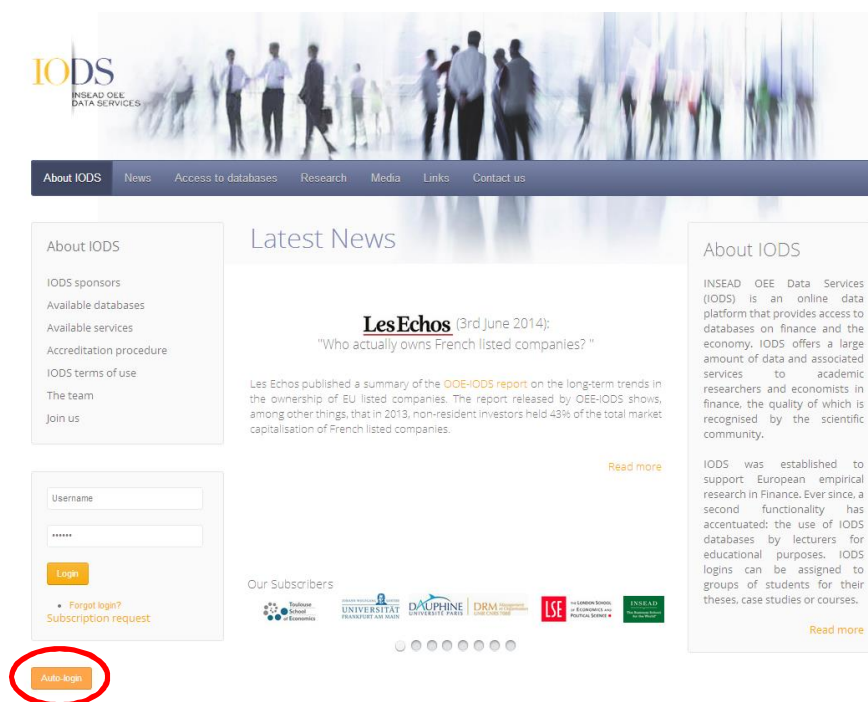 IODS
INSEAD OEE
DATA SERVICES
About IODS News Access to databases Research Media Links Contact us
About IODS
IODS sponsors
Available databases
Available services
Accreditation procedure
IODS terms of use
The team
Join us
Username
••••••
Login
Forgot login?
Subscription request
Auto-login
Latest News
Les Echos (3rd June 2014):
"Who actually owns French listed companies? "
Les Echos published a summary of the OOE-IODS report on the long-term trends in
the ownership of EU listed companies. The report released by OEE-IODS shows,
among other things, that in 2013, non-resident investors held 43% of the total market
capitalisation of French listed companies.
Read more
Our Subscribers
Toulouse
School
of Economics
UNIVERSITÄT
FRANKFURT AM MAIN
DAUPHINE
UNIVERSITÉ PARIS
DRM
LSE
THE LONDON SCHOOL
OF ECONOMICS AND
POLITICAL SCIENCE
INSEAD
The Business School
for the World
About IODS
INSEAD OEE Data Services
(IODS) is an online data
platform that provides access to
databases on finance and the
economy. IODS offers a large
amount of data and associated
services to academic
researchers and economists in
finance, the quality of which is
recognised by the scientific
community.
IODS was established to
support European empirical
research in Finance. Ever since, a
second functionality has
accentuated: the use of IODS
databases by lecturers for
educational purposes. IODS
logins can be assigned to
groups of students for their
theses, case studies or courses.
Read more